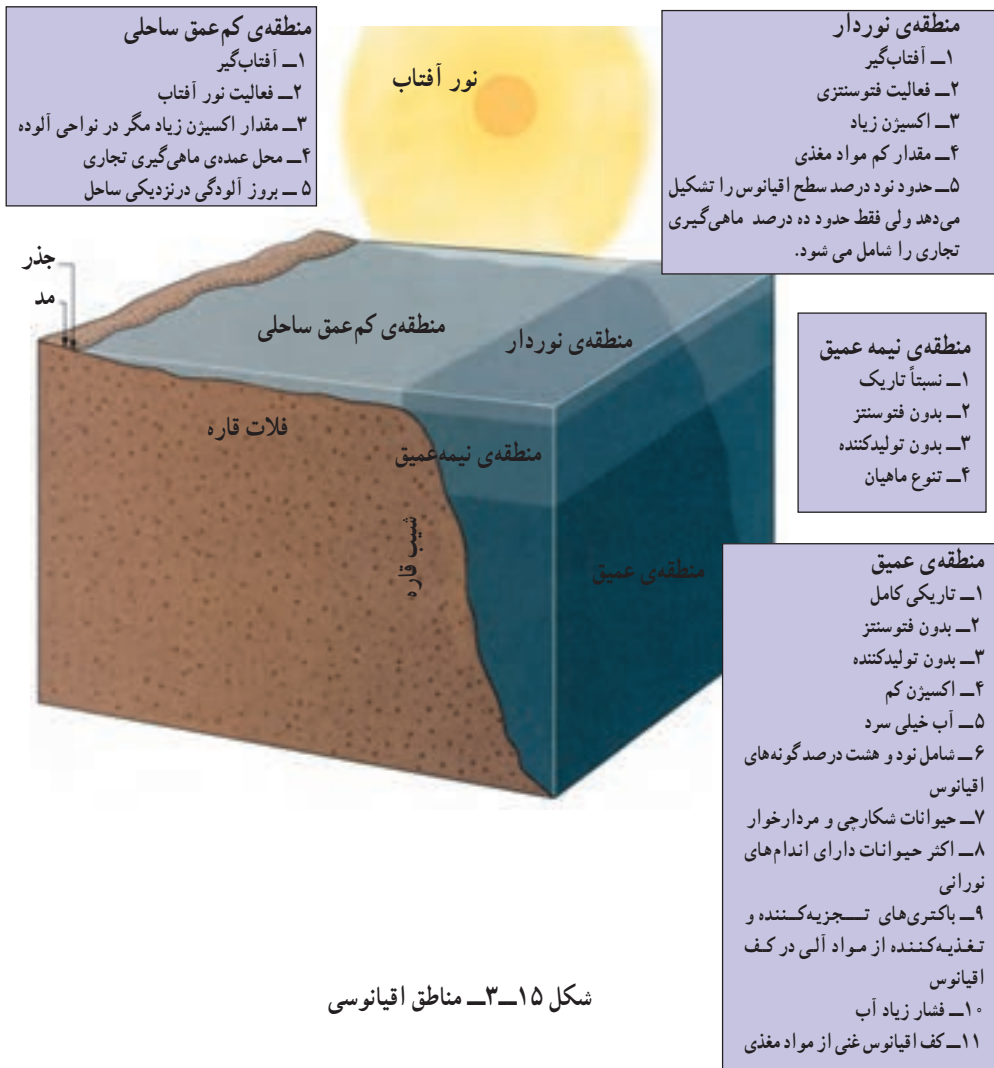 منطقه‌ی نوردار
۱ــ آفتاب‌گیر
۲ــ فعالیت فتوسنتزی
۳ــ اکسیژن زیاد
۴ــ مقدار کم مواد مغذی
۵ــ حدود نود درصد سطح اقیانوس را تشکیل
می‌دهد ولی فقط حدود ده درصد ماهی‌گیری
تجاری را شامل می شود.
نور آفتاب
منطقه‌ی کم‌عمق ساحلی
۱ــ آفتاب‌گیر
۲ــ فعالیت نور آفتاب
۳ــ مقدار اکسیژن زیاد مگر در نواحی آلوده
۴ــ محل عمده‌ی ماهی‌گیری تجاری
۵ ــ بروز آلودگی درنزدیکی ساحل
جذر
مد
منطقه‌ی کم‌عمق ساحلی
منطقه‌ی نوردار
فلات قاره
منطقه‌ی نیمه‌عمیق
شیب قاره
منطقه‌ی عمیق
منطقه‌ی نیمه عمیق
۱ــ نسبتاً تاریک
۲ــ بدون فتوسنتز
۳ــ بدون تولیدکننده
۴ــ تنوع ماهیان
منطقه‌ی عمیق
۱ــ تاریکی کامل
۲ــ بدون فتوسنتز
۳ــ بدون تولیدکننده
۴ــ اکسیژن کم
۵ــ آب خیلی سرد
۶ــ شامل نود و هشت درصد گونه‌های
اقیانوس
۷ــ حیوانات شکارچی و مردارخوار
۸ــ اکثر حیوانات دارای اندام‌های
نورانی
۹ــ باکتری‌های تــجزیه‌کـننده و
تـغذیـه‌کـننده از مـواد آلـی در کـف
اقیانوس
۱۰ــ فشار زیاد آب
۱۱ــ کف اقیانوس غنی از مواد مغذی
شکل ۱۵ــ۳ــ مناطق اقیانوسی